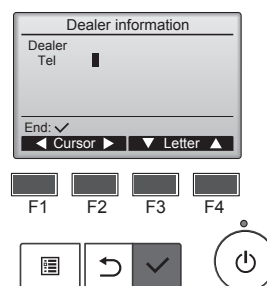 Dealer information
Dealer
Tel
End: ✓
◀ Cursor ▶ ▼ Letter ▲
F1 F2 F3 F4